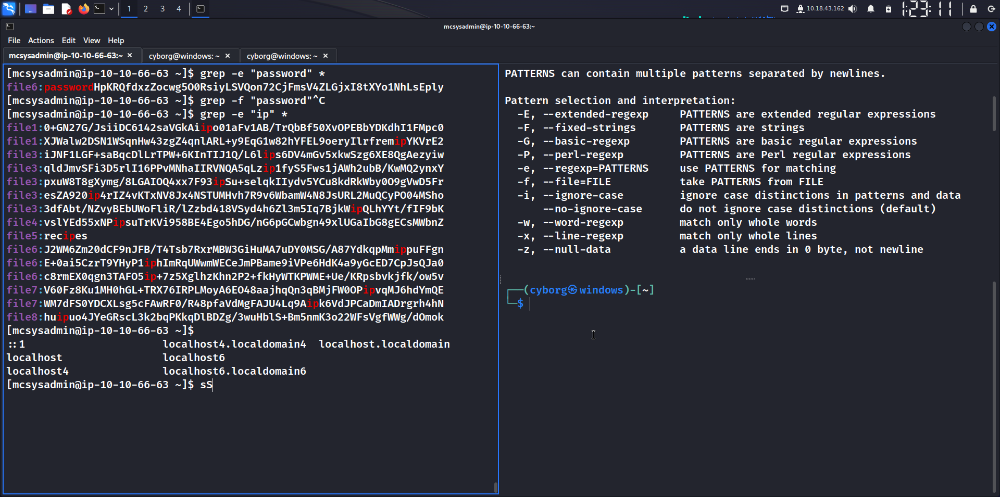 1 2 3 4
10.18.43.162
1:23:11
mcsysadmin@ip-10-10-66-63:~
File Actions Edit View Help
mcsysadmin@ip-10-10-66-63:~
cyborg@windows: ~
cyborg@windows: ~
[mcsysadmin@ip-10-10-66-63 ~]$ grep -e "password" *
file6:passwordHpKRQfdxzZocwg5O0RsiyLSVQon72CjFmsV4ZLGjxI8tXYo1NhLsEply
[mcsysadmin@ip-10-10-66-63 ~]$ grep -f "password"^C
[mcsysadmin@ip-10-10-66-63 ~]$ grep -e "ip" *
file1:0+GN27G/JsiiDC6142saVGkAiipo01aFv1AB/TrQbBf50XvOPEBbYDKdhI1FMpc0
file1:XJWalw2DSN1WSqnHw43zgZ4qnlARL+y9EqG1w82hYFEL9oeryIlrfremipYKVrE2
file3:iJNF1LGF+saBqcDlLrTPW+6KInTIJ1Q/L6lips6DV4mGv5xkwSzg6XE8QgAezyiw
file3:qldJmvSFi3D5rlI16PPvMNhaIIRVNQA5qLzip1fyS5Fws1jAWh2ubB/KwMQ2ynxY
file3:pxuW8T8gXymg/8LGAIOQ4xx7F93ipSu+selqkIIydv5YCu8kdRkWby0O9gVwD5Fr
file3:esZA920ip4rIZ4vKTxNV8Jx4NSTUMHvh7R9v6WbamW4N8JsURL2MuQCyPO04MSho
file3:3dfAbt/NZvyBEbUWoFliR/lZzbd418VSyd4h6Zl3m5Iq7BjkWipQLhYYt/fIF9bK
file4:vslYEd55xNPipsuTrKVi958BE4Ego5hDG/nG6pGCwbgn49xlUGaIbG8gECsMWbnZ
file5:recipes
file6:J2WM6Zm20dCF9nJFB/T4Tsb7RxrMBW3GiHuMA7uDY0MSG/A87YdkqpMmippuFFgn
file6:E+0ai5CzrT9YHyP1iphImRqUWwmWECeJmPBame9iVPe6HdK4a9yGcED7CpJsQJa0
file6:c8rmEX0qgn3TAFO5ip+7z5XglhzKhn2P2+fkHyWTKPWME+Ue/KRpsbvkjfk/ow5v
file7:V60Fz8Ku1MH0hGL+TRX76IRPLMoyA6EO48aajhqQn3qBMjFW0OPipvqMJ6hdYmQE
file7:WM7dFS0YDCXLsg5cFAwRF0/R48pfaVdMgFAJU4Lq9Aipk6VdJPCaDmIADrgrh4hN
file8:huipuo4JYeGRscL3k2bqPKkqDlBDZg/3wuHblS+Bm5nmK3o22WFsVgfWWg/dOmok
[mcsysadmin@ip-10-10-66-63 ~]$
::1 localhost4.localdomain4 localhost.localdomain
localhost localhost6
localhost4 localhost6.localdomain6
[mcsysadmin@ip-10-10-66-63 ~]$ sS
PATTERNS can contain multiple patterns separated by newlines.
Pattern selection and interpretation:
-E, --extended-regexp PATTERNS are extended regular expressions
-F, --fixed-strings PATTERNS are strings
-G, --basic-regexp PATTERNS are basic regular expressions
-P, --perl-regexp PATTERNS are Perl regular expressions
-e, --regexp=PATTERNS use PATTERNS for matching
-f, --file=FILE take PATTERNS from FILE
-i, --ignore-case ignore case distinctions in patterns and data
--no-ignore-case do not ignore case distinctions (default)
-w, --word-regexp match only whole words
-x, --line-regexp match only whole lines
-z, --null-data a data line ends in 0 byte, not newline
┌──(cyborg㉿windows)-[~]
└─$